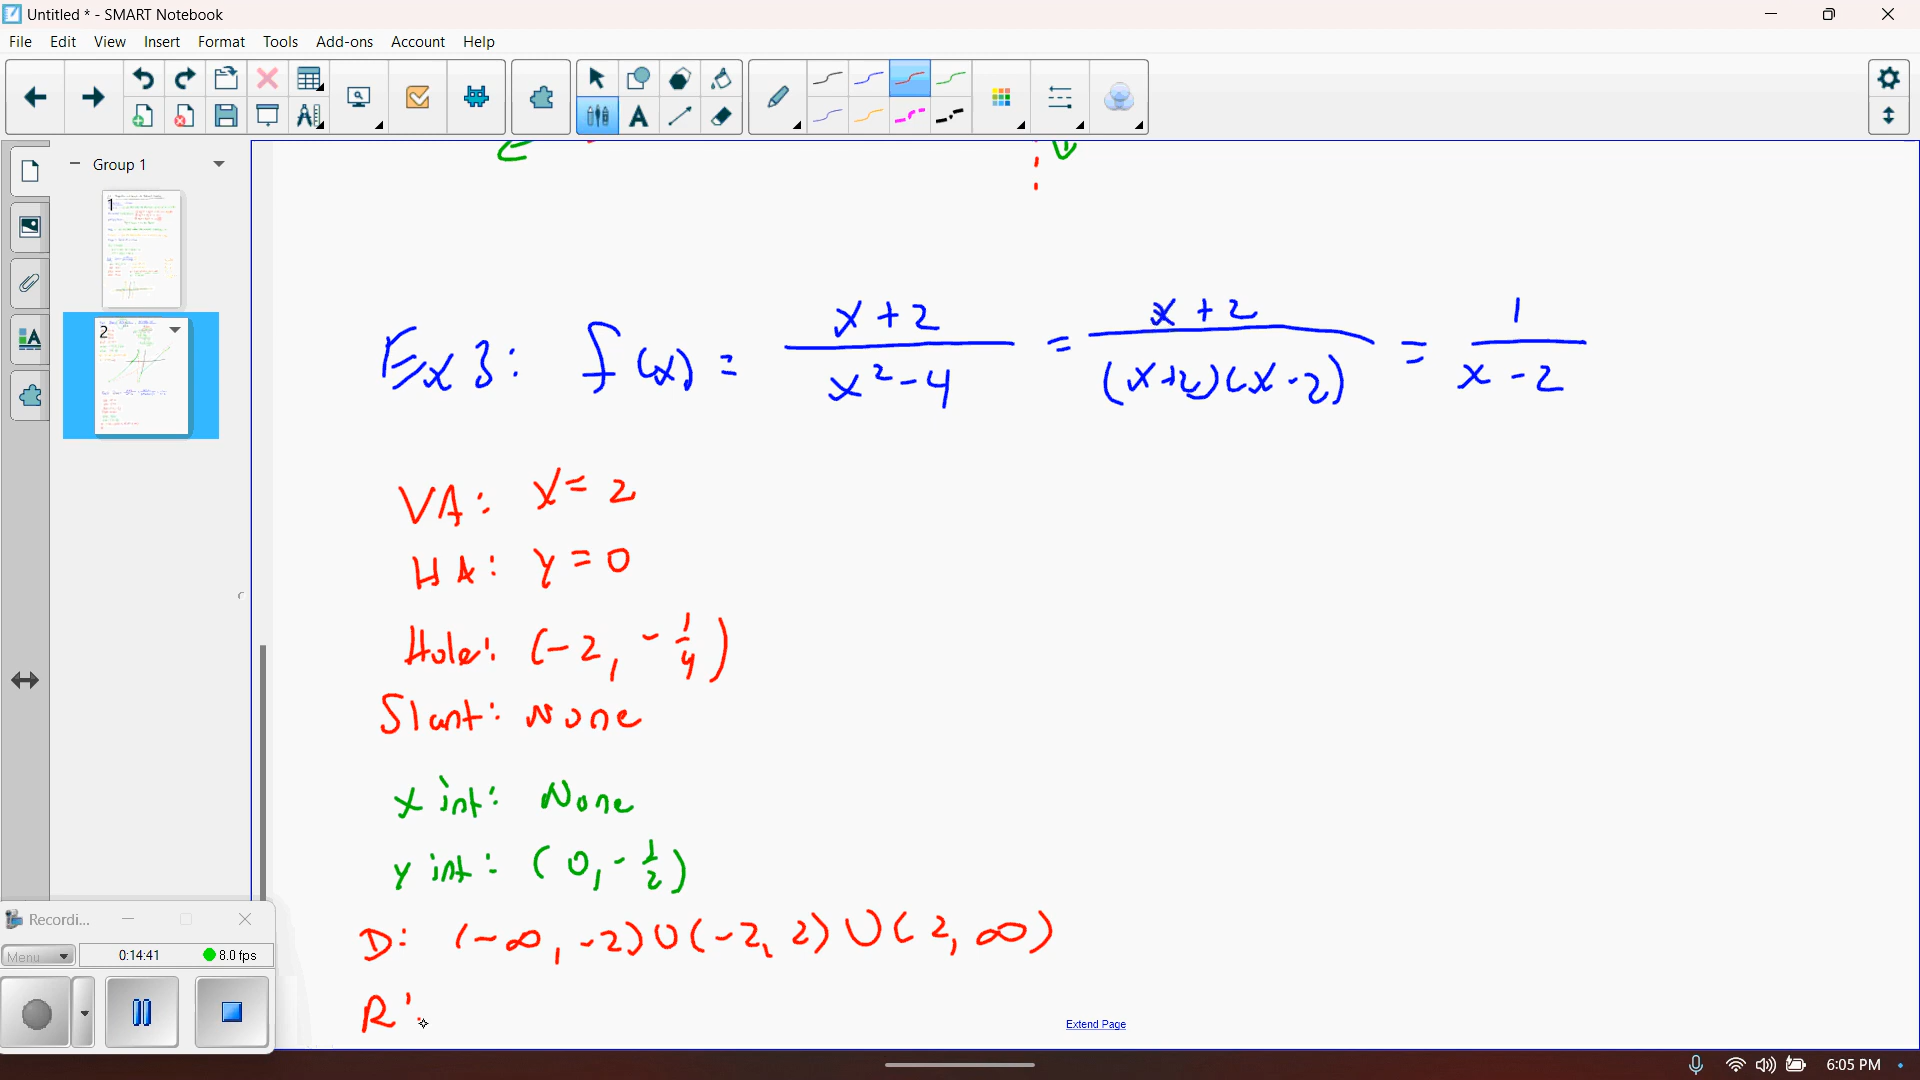 Untitled * - SMART Notebook
File Edit View Insert Format Tools Add-ons Account Help
Group 1
1
2
Ex 3: f(x) = x+2 / x²-4 = x+2 / (x+2)(x-2) = 1 / x-2
VA: x = 2
HA: y = 0
Hole: (-2, -1/4)
Slant: None
x int: None
y int: (0, -1/2)
D: (-∞, -2)∪(-2, 2)∪(2, ∞)
R:
Extend Page
Recordi...
Menu 0:14:41 8.0 fps
6:05 PM